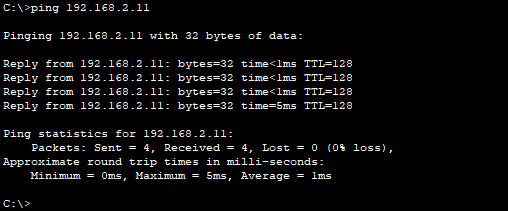 C:\>ping 192.168.2.11
Pinging 192.168.2.11 with 32 bytes of data:
Reply from 192.168.2.11: bytes=32 time<1ms TTL=128
Reply from 192.168.2.11: bytes=32 time<1ms TTL=128
Reply from 192.168.2.11: bytes=32 time<1ms TTL=128
Reply from 192.168.2.11: bytes=32 time=5ms TTL=128
Ping statistics for 192.168.2.11:
    Packets: Sent = 4, Received = 4, Lost = 0 (0% loss),
Approximate round trip times in milli-seconds:
    Minimum = 0ms, Maximum = 5ms, Average = 1ms
C:\>